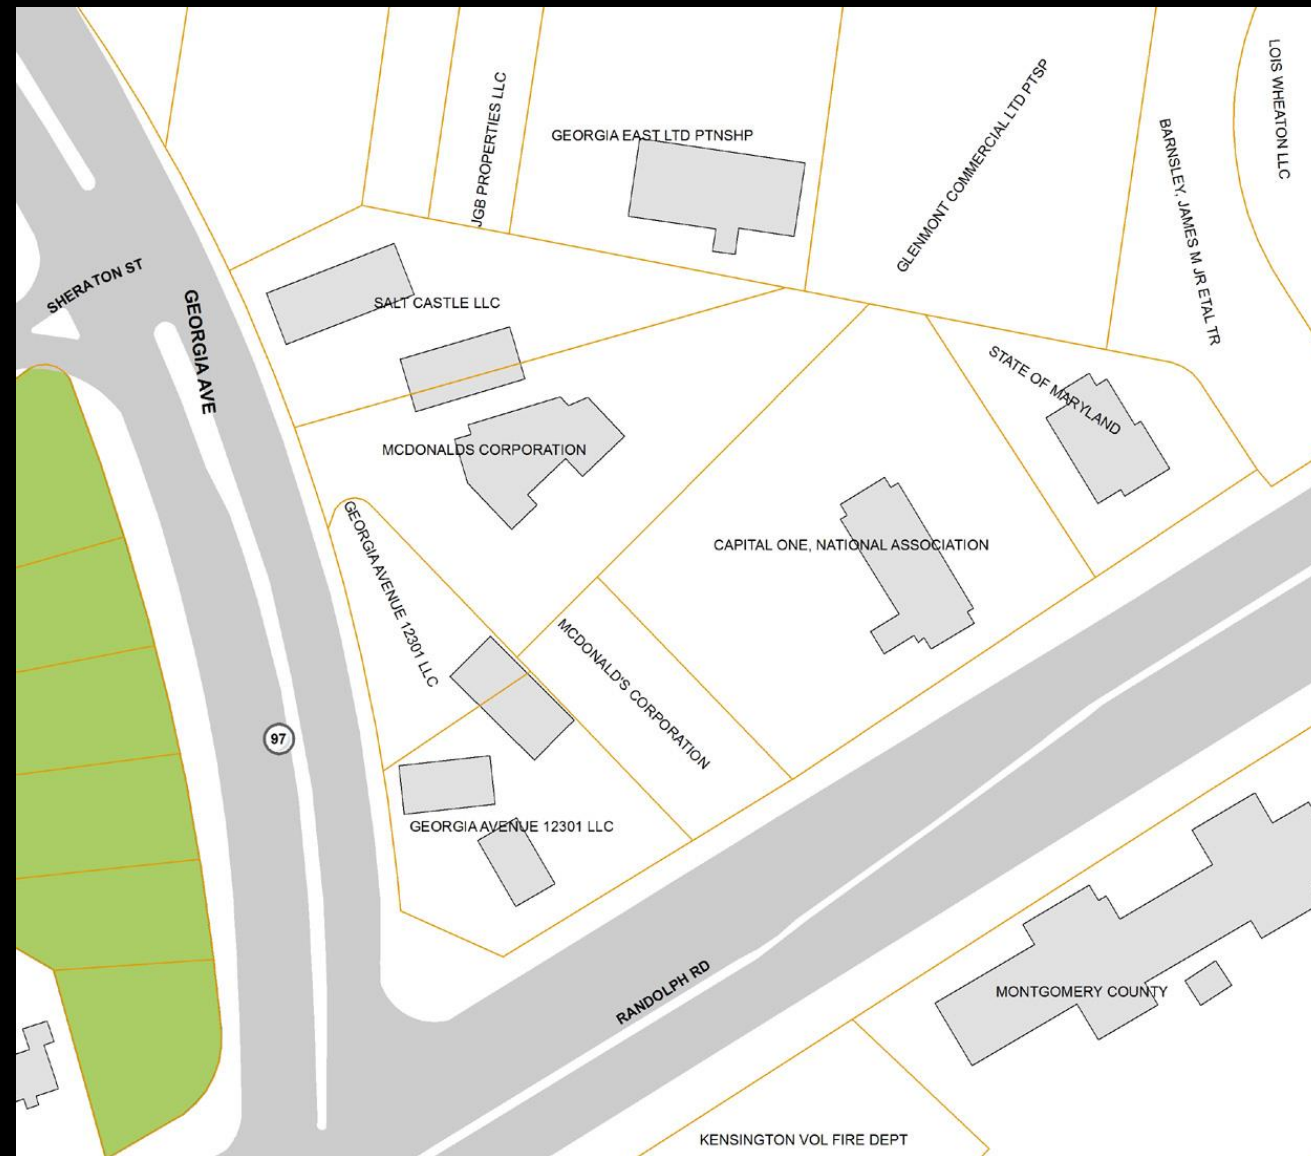 LOIS WHEATON LLC
JGB PROPERTIES LLC
GEORGIA EAST LTD PTNSHP
GLENMONT COMMERCIAL LTD PTSP
BARNSLEY, JAMES M JR ETAL TR
SHERATON ST
GEORGIA AVE
SALT CASTLE LLC
STATE OF MARYLAND
MCDONALDS CORPORATION
GEORGIA AVENUE 12301 LLC
CAPITAL ONE, NATIONAL ASSOCIATION
MCDONALD'S CORPORATION
97
GEORGIA AVENUE 12301 LLC
RANDOLPH RD
MONTGOMERY COUNTY
KENSINGTON VOL FIRE DEPT